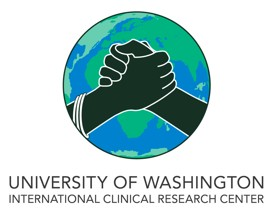 UNIVERSITY OF WASHINGTON
INTERNATIONAL CLINICAL RESEARCH CENTER